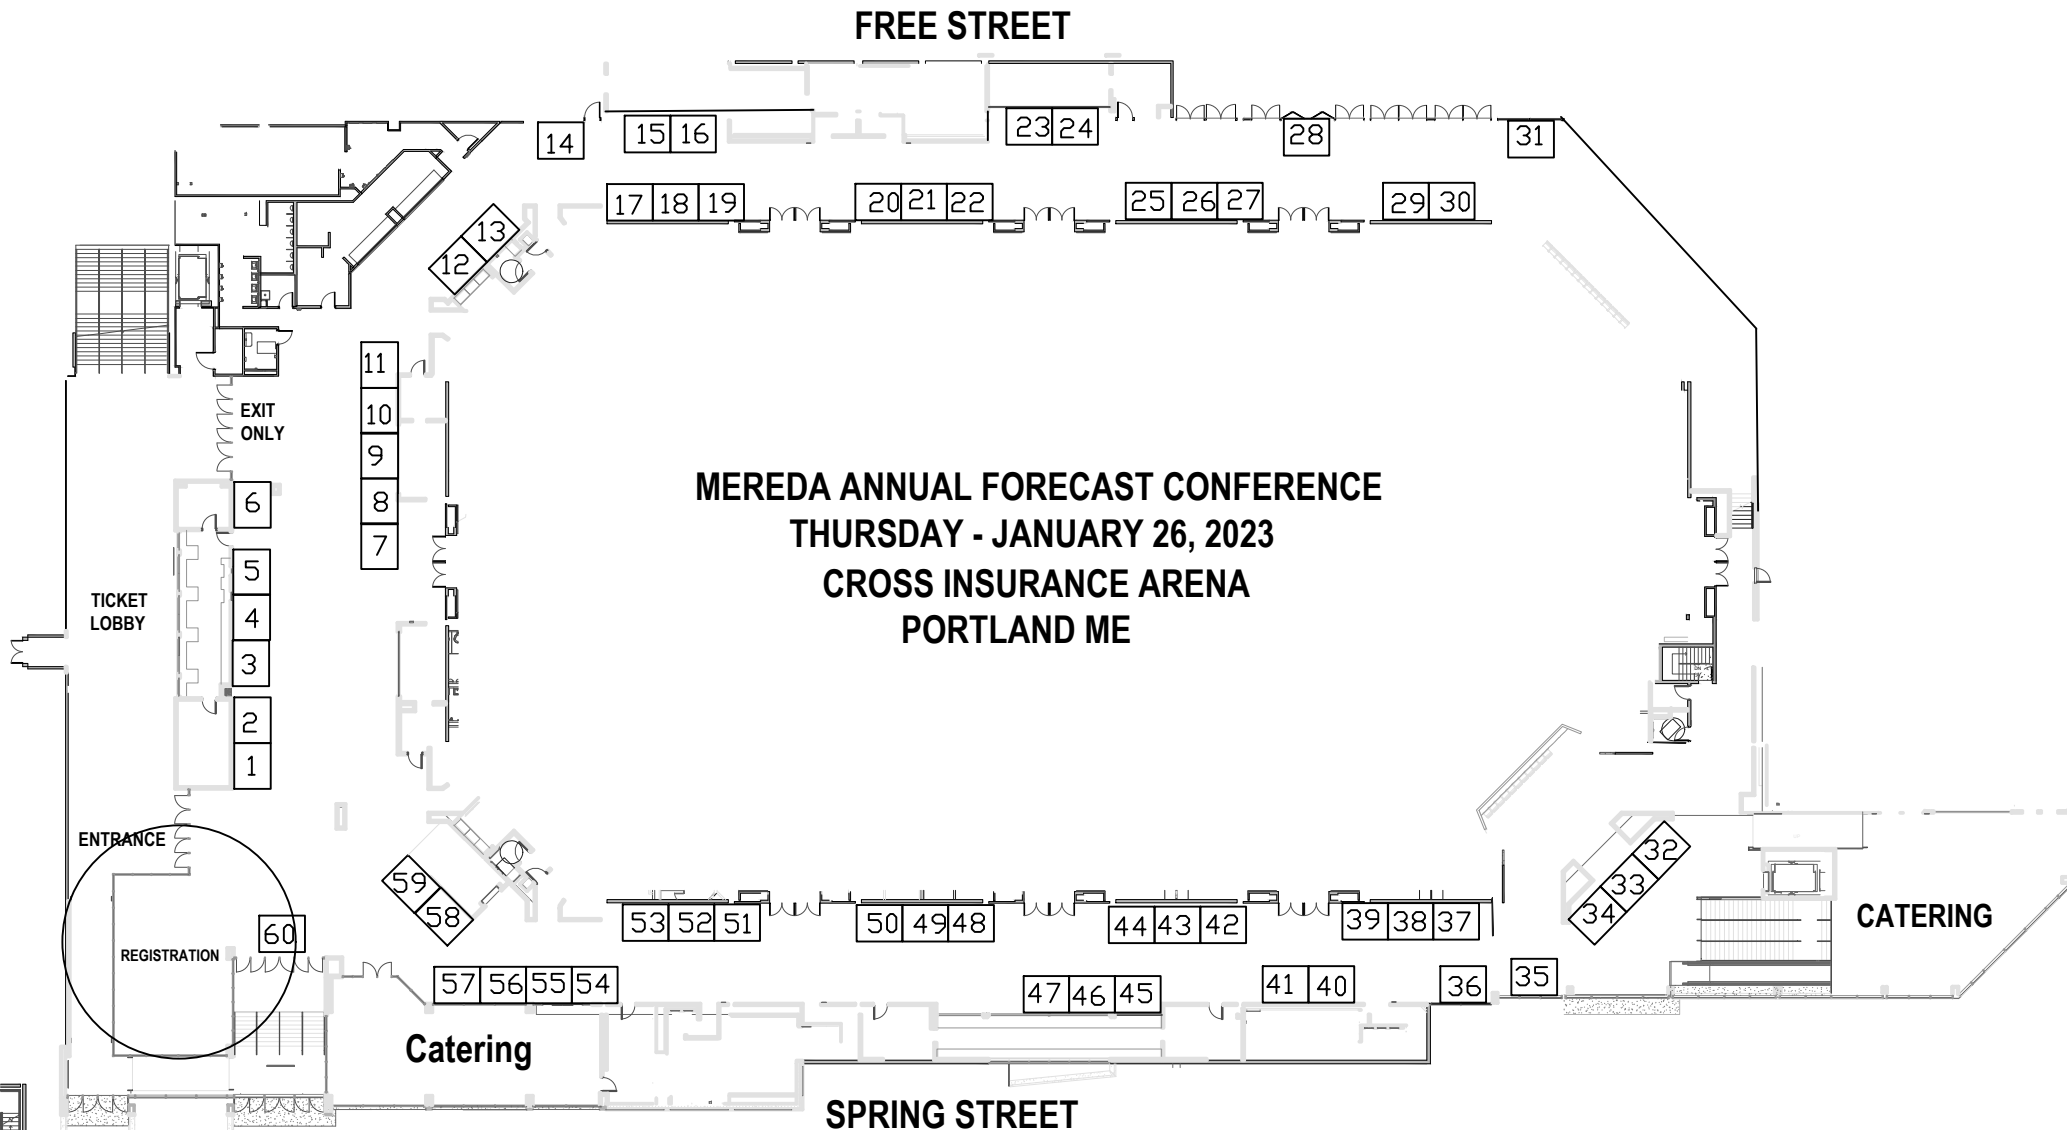 FREE STREET
14
15 16
23 24
28
31
17 18 19
20 21 22
25 26 27
29 30
13
12
11
10
9
8
7
EXIT
ONLY
6
5
4
3
2
1
TICKET
LOBBY
MEREDA ANNUAL FORECAST CONFERENCE
THURSDAY - JANUARY 26, 2023
CROSS INSURANCE ARENA
PORTLAND ME
ENTRANCE
REGISTRATION
60
59
58
53 52 51
50 49 48
44 43 42
39 38 37
32
33
34
CATERING
57 56 55 54
47 46 45
41 40
36
35
Catering
SPRING STREET